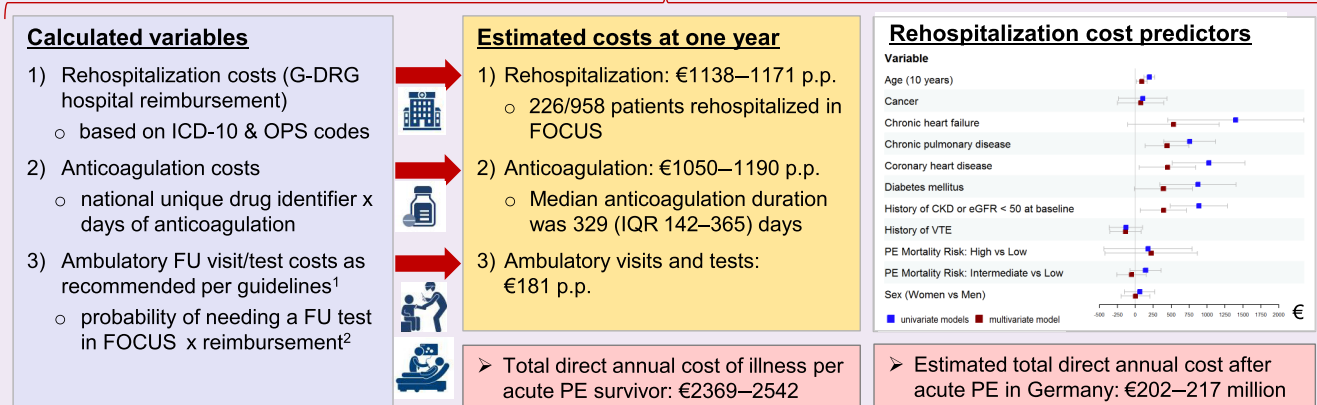 Calculated variables
1) Rehospitalization costs (G-DRG
hospital reimbursement)
o based on ICD-10 & OPS codes
2) Anticoagulation costs
o national unique drug identifier x
days of anticoagulation
3) Ambulatory FU visit/test costs as
recommended per guidelines¹
o probability of needing a FU test
in FOCUS x reimbursement²
Estimated costs at one year
1) Rehospitalization: €1138–1171 p.p.
o 226/958 patients rehospitalized in
FOCUS
2) Anticoagulation: €1050–1190 p.p.
o Median anticoagulation duration
was 329 (IQR 142–365) days
3) Ambulatory visits and tests:
€181 p.p.
➢ Total direct annual cost of illness per
acute PE survivor: €2369–2542
Rehospitalization cost predictors
Variable
Age (10 years)
Cancer
Chronic heart failure
Chronic pulmonary disease
Coronary heart disease
Diabetes mellitus
History of CKD or eGFR < 50 at baseline
History of VTE
PE Mortality Risk: High vs Low
PE Mortality Risk: Intermediate vs Low
Sex (Women vs Men)
-500 -250 0 250 500 750 1000 1250 1500 1750 2000 €
univariate models multivariate model
➢ Estimated total direct annual cost after
acute PE in Germany: €202–217 million